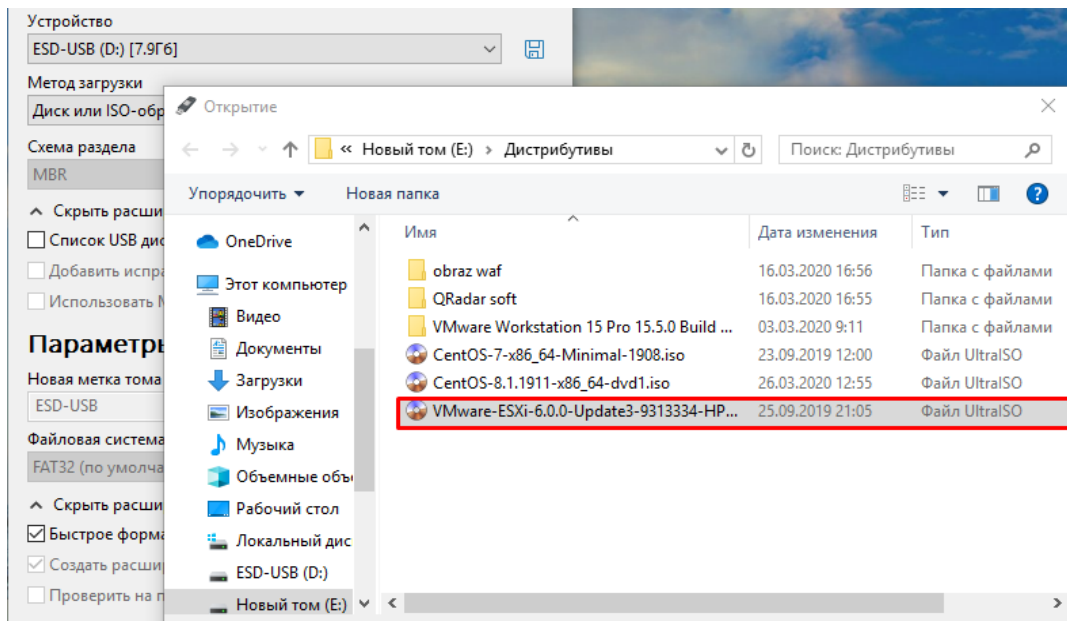 Устройство
ESD-USB (D:) [7.9Гб]
Метод загрузки
Диск или ISO-обр
Схема раздела
MBR
Скрыть расши
Список USB дис
Добавить испра
Использовать M
Параметры
Новая метка тома
ESD-USB
Файловая система
FAT32 (по умолча
Скрыть расши
Быстрое форма
Создать расши
Проверить на п
Открытие
« Новый том (E:) › Дистрибутивы
Поиск: Дистрибутивы
Упорядочить
Новая папка
?
OneDrive
Этот компьютер
Видео
Документы
Загрузки
Изображения
Музыка
Объемные объ
Рабочий стол
Локальный дис
ESD-USB (D:)
Новый том (E:)
Имя Дата изменения Тип
obraz waf 16.03.2020 16:56 Папка с файлами
QRadar soft 16.03.2020 16:55 Папка с файлами
VMware Workstation 15 Pro 15.5.0 Build ... 03.03.2020 9:11 Папка с файлами
CentOS-7-x86_64-Minimal-1908.iso 23.09.2019 12:00 Файл UltraISO
CentOS-8.1.1911-x86_64-dvd1.iso 26.03.2020 12:55 Файл UltraISO
VMware-ESXi-6.0.0-Update3-9313334-HP... 25.09.2019 21:05 Файл UltraISO